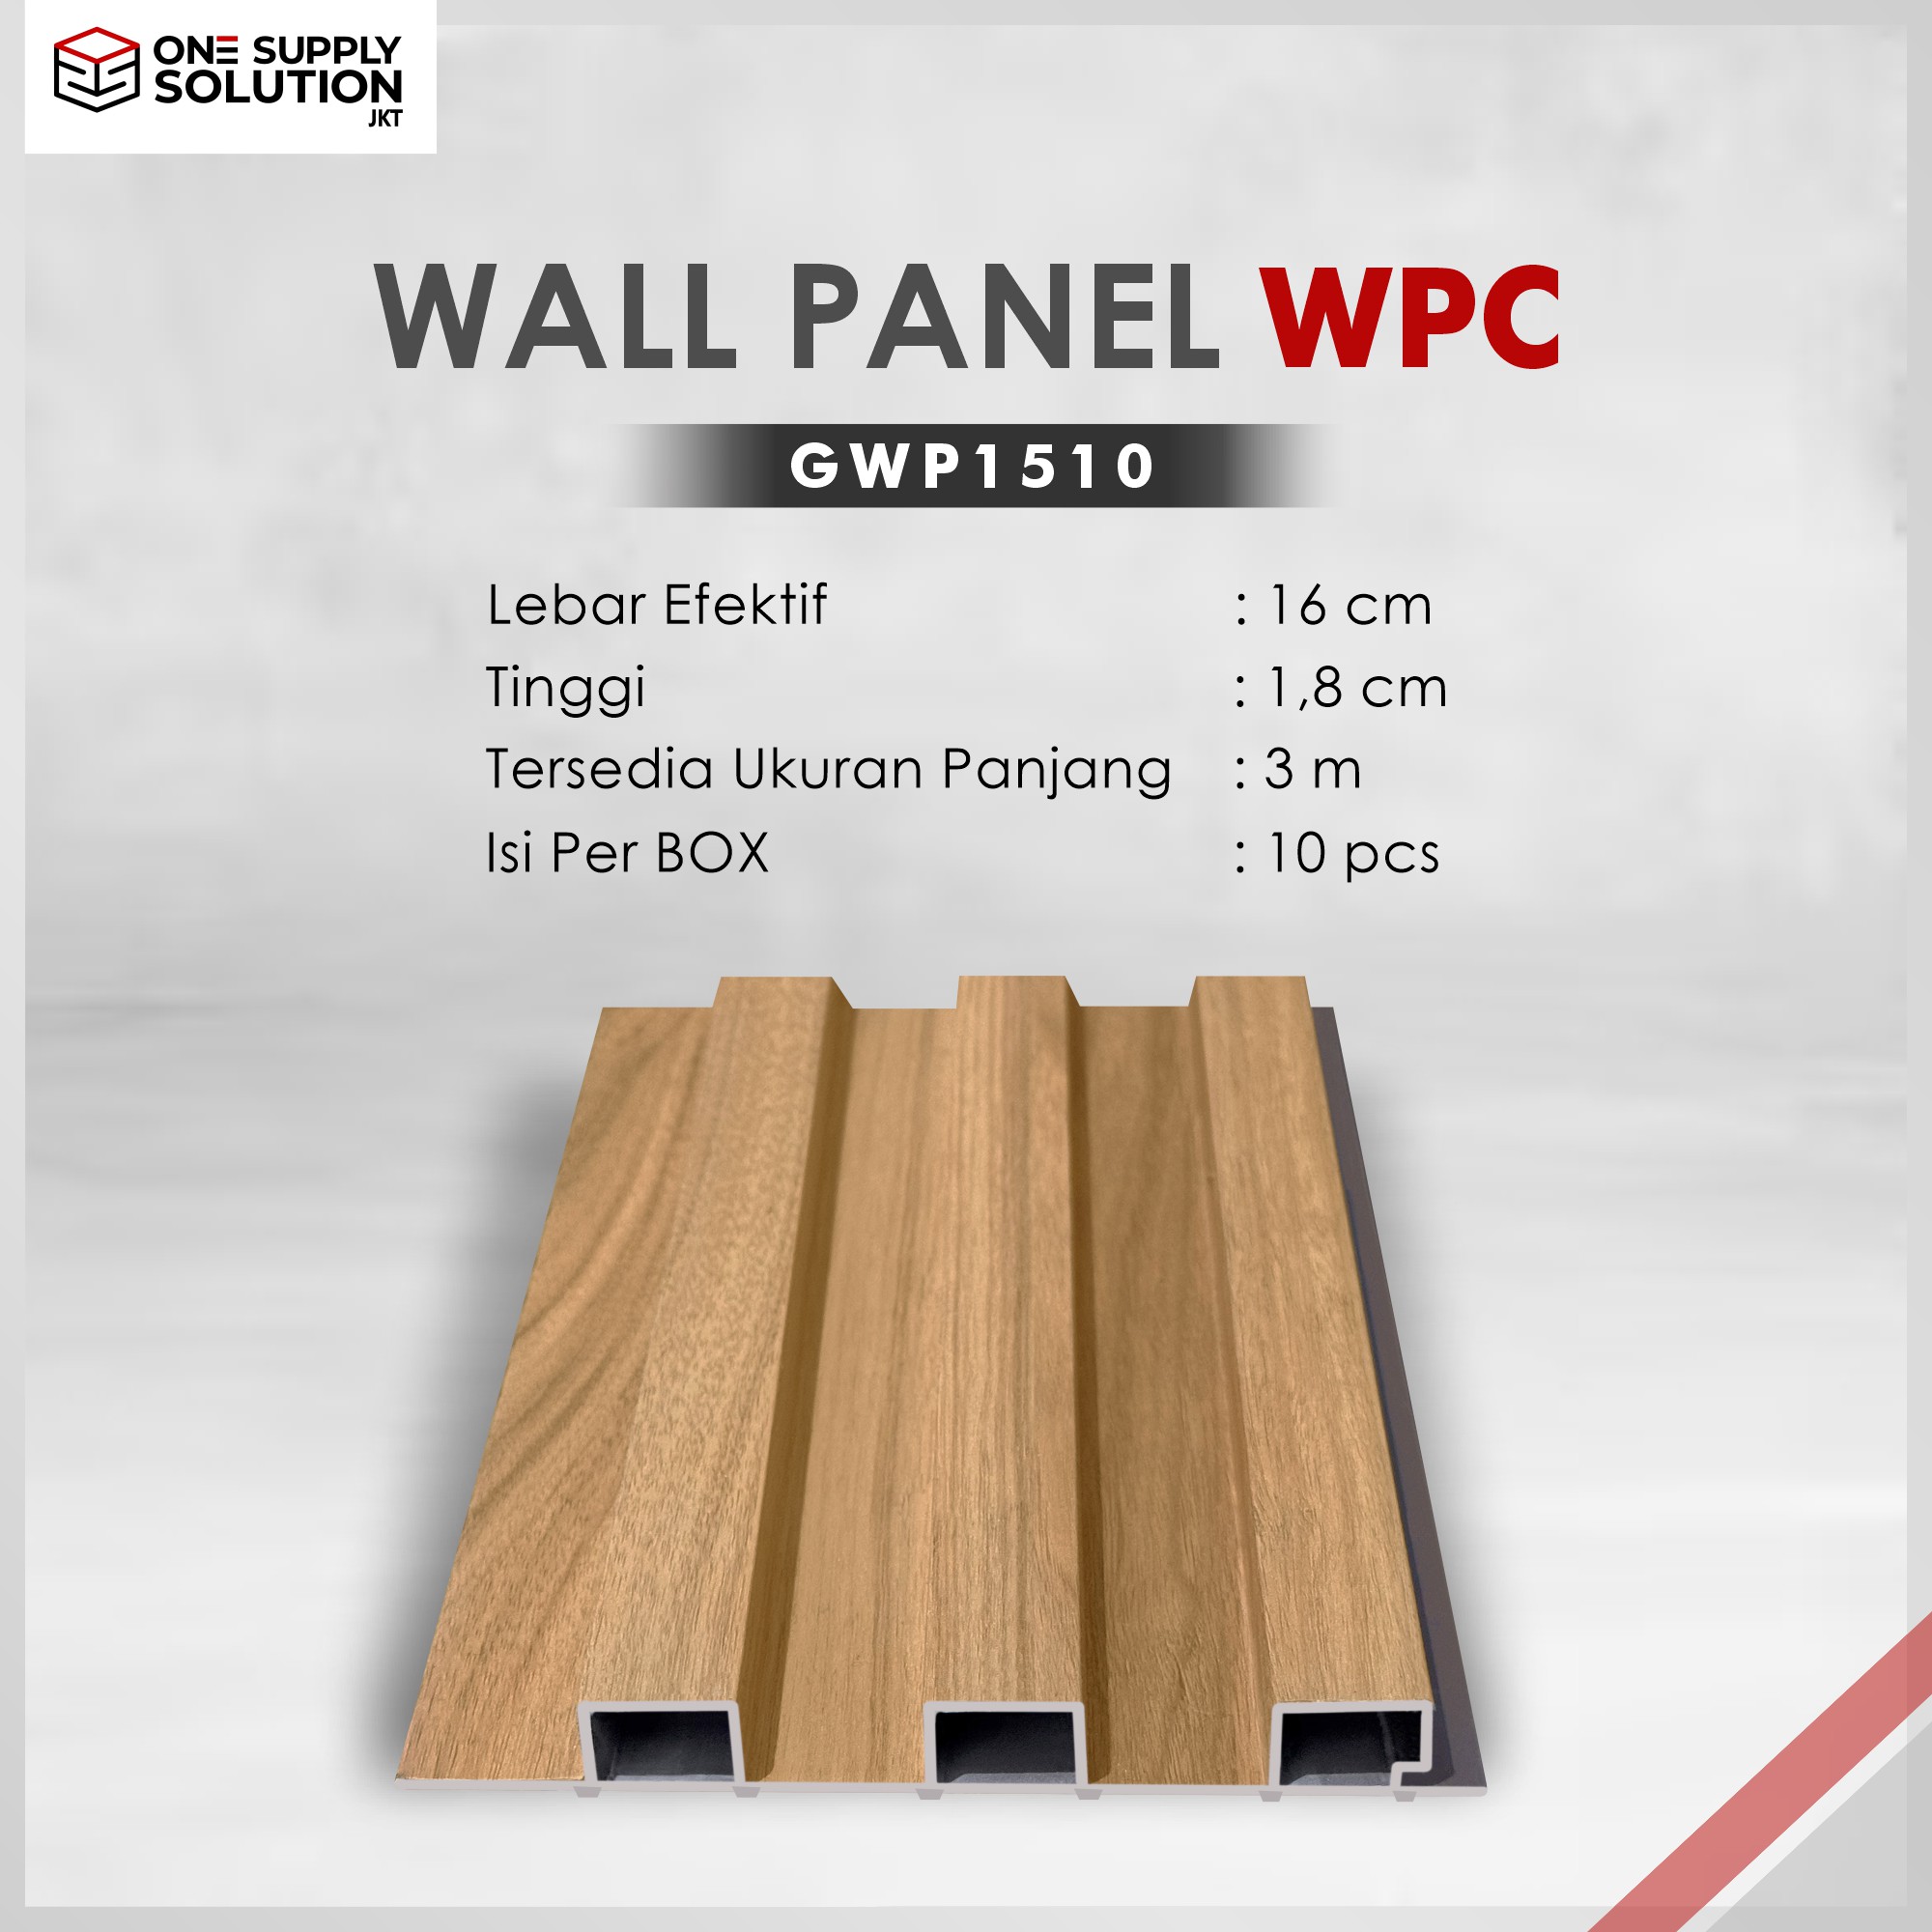 ONE SUPPLY
SOLUTION
JKT
WALL PANEL WPC
GWP1510
Lebar Efektif : 16 cm
Tinggi : 1,8 cm
Tersedia Ukuran Panjang : 3 m
Isi Per BOX : 10 pcs